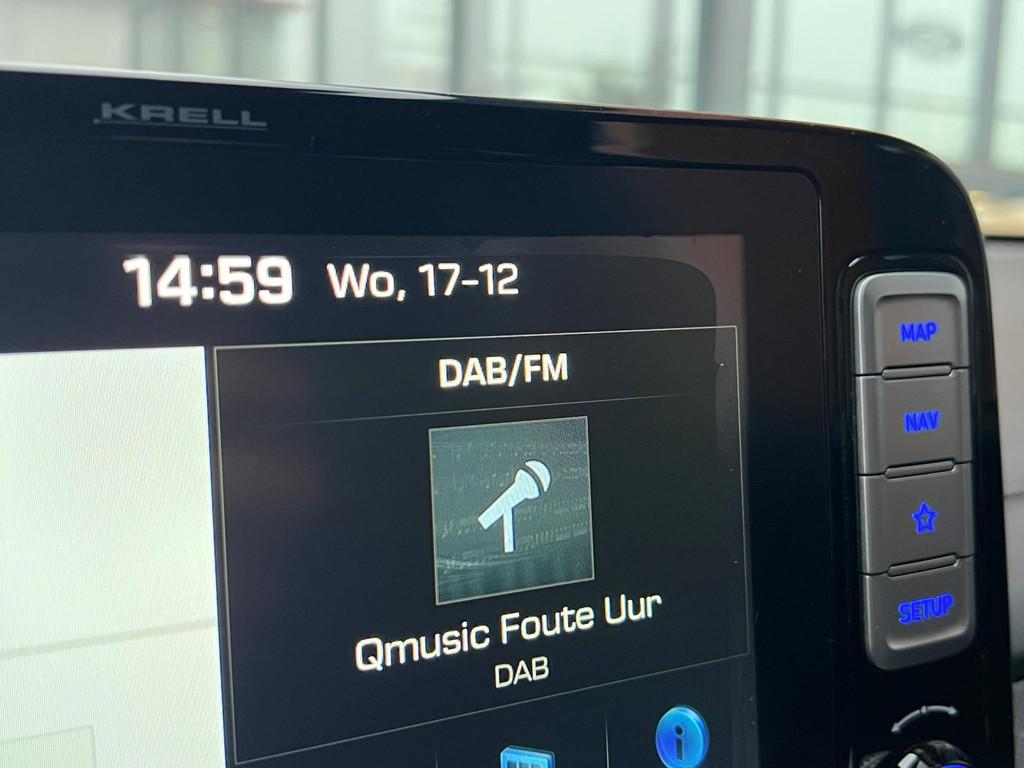 KRELL
14:59 Wo, 17-12
DAB/FM
Qmusic Foute Uur
DAB
MAP
NAV
SETUP